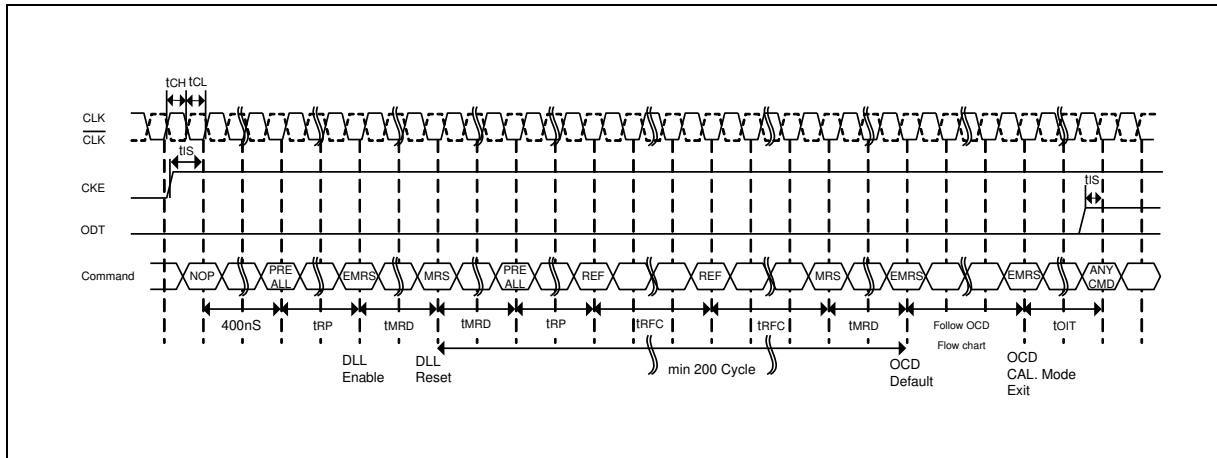 tCH tCL
CLK
CLK
tIS
CKE
tIS
ODT
Command NOP PRE ALL EMRS MRS PRE ALL REF REF MRS EMRS EMRS ANY CMD
400nS tRP tMRD tMRD tRP tRFC tRFC tMRD Follow OCD Flow chart tOIT
DLL Enable
DLL Reset
min 200 Cycle
OCD Default
OCD CAL. Mode Exit